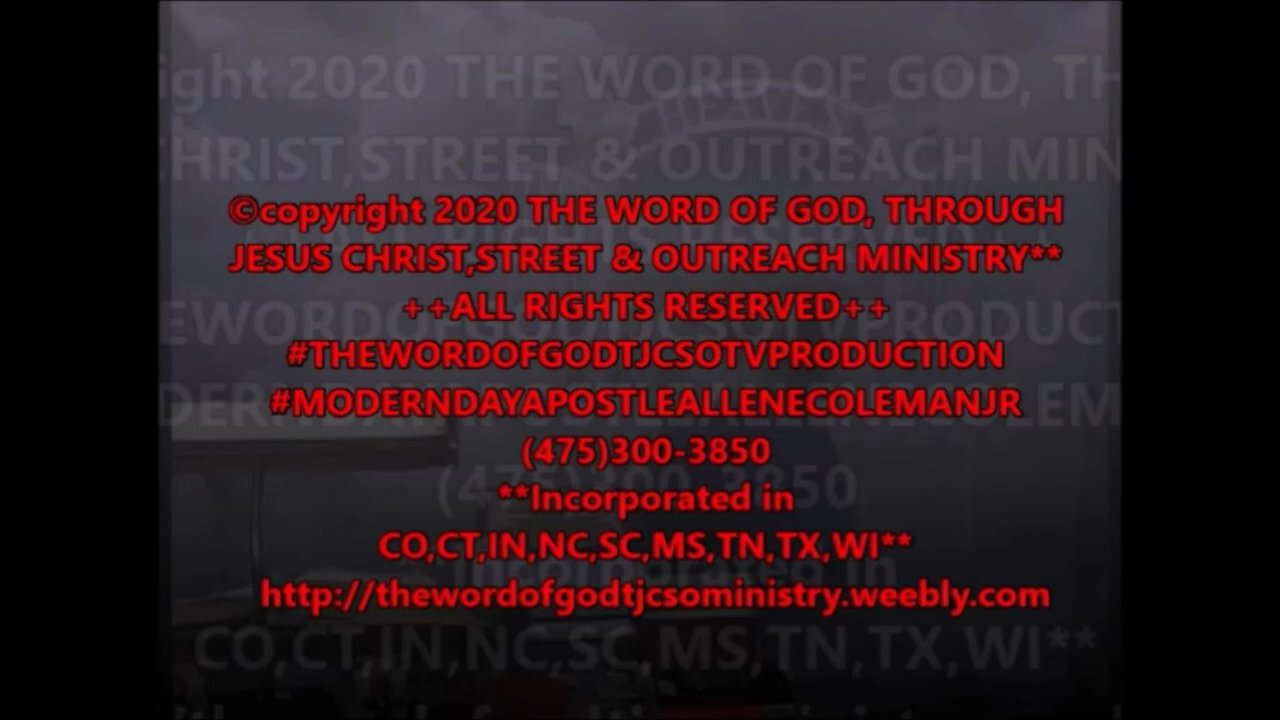 ©copyright 2020 THE WORD OF GOD, THROUGH
JESUS CHRIST,STREET & OUTREACH MINISTRY**
++ALL RIGHTS RESERVED++
#THEWORDOFGODTJCSOTVPRODUCTION
#MODERNDAYAPOSTLEALLENECOLEMANJR
(475)300-3850
**Incorporated in
CO,CT,IN,NC,SC,MS,TN,TX,WI**
http://thewordofgodtjcsoministry.weebly.com